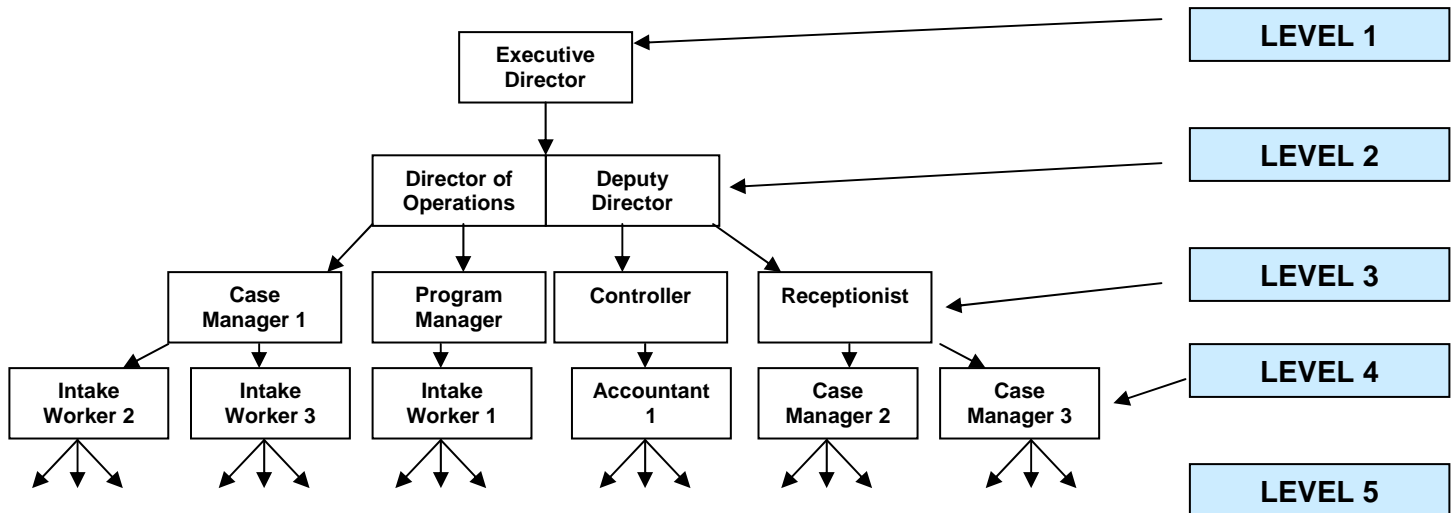 LEVEL 1
Executive
Director
LEVEL 2
Director of
Operations
Deputy
Director
LEVEL 3
Case
Manager 1
Program
Manager
Controller
Receptionist
LEVEL 4
Intake
Worker 2
Intake
Worker 3
Intake
Worker 1
Accountant
1
Case
Manager 2
Case
Manager 3
LEVEL 5